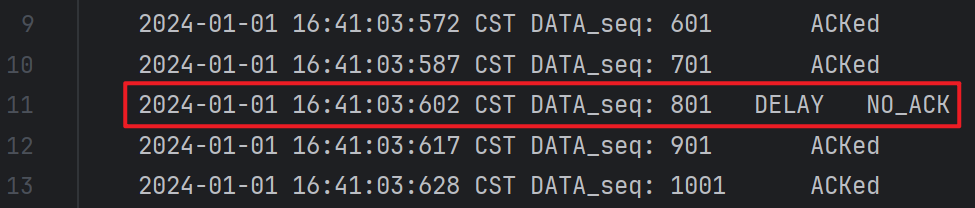 9 2024-01-01 16:41:03:572 CST DATA_seq: 601 ACKed
10 2024-01-01 16:41:03:587 CST DATA_seq: 701 ACKed
11 2024-01-01 16:41:03:602 CST DATA_seq: 801 DELAY NO_ACK
12 2024-01-01 16:41:03:617 CST DATA_seq: 901 ACKed
13 2024-01-01 16:41:03:628 CST DATA_seq: 1001 ACKed